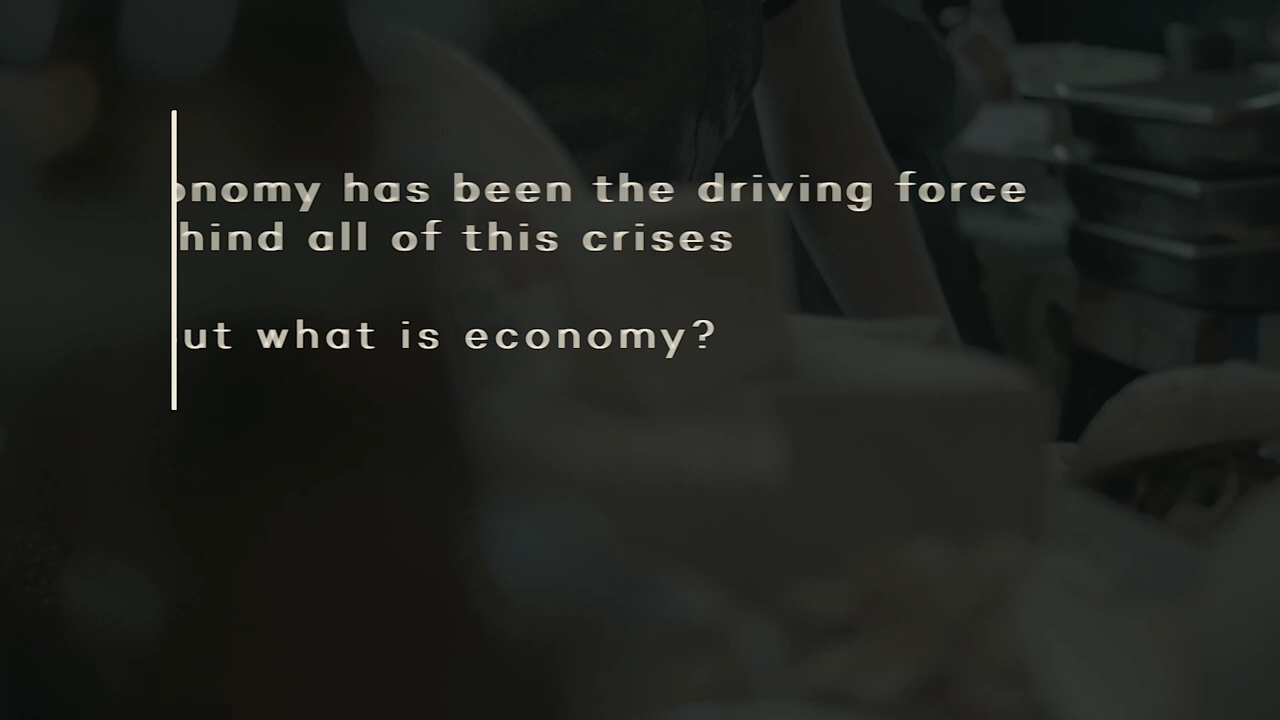 onomy has been the driving force
hind all of this crises
ut what is economy?